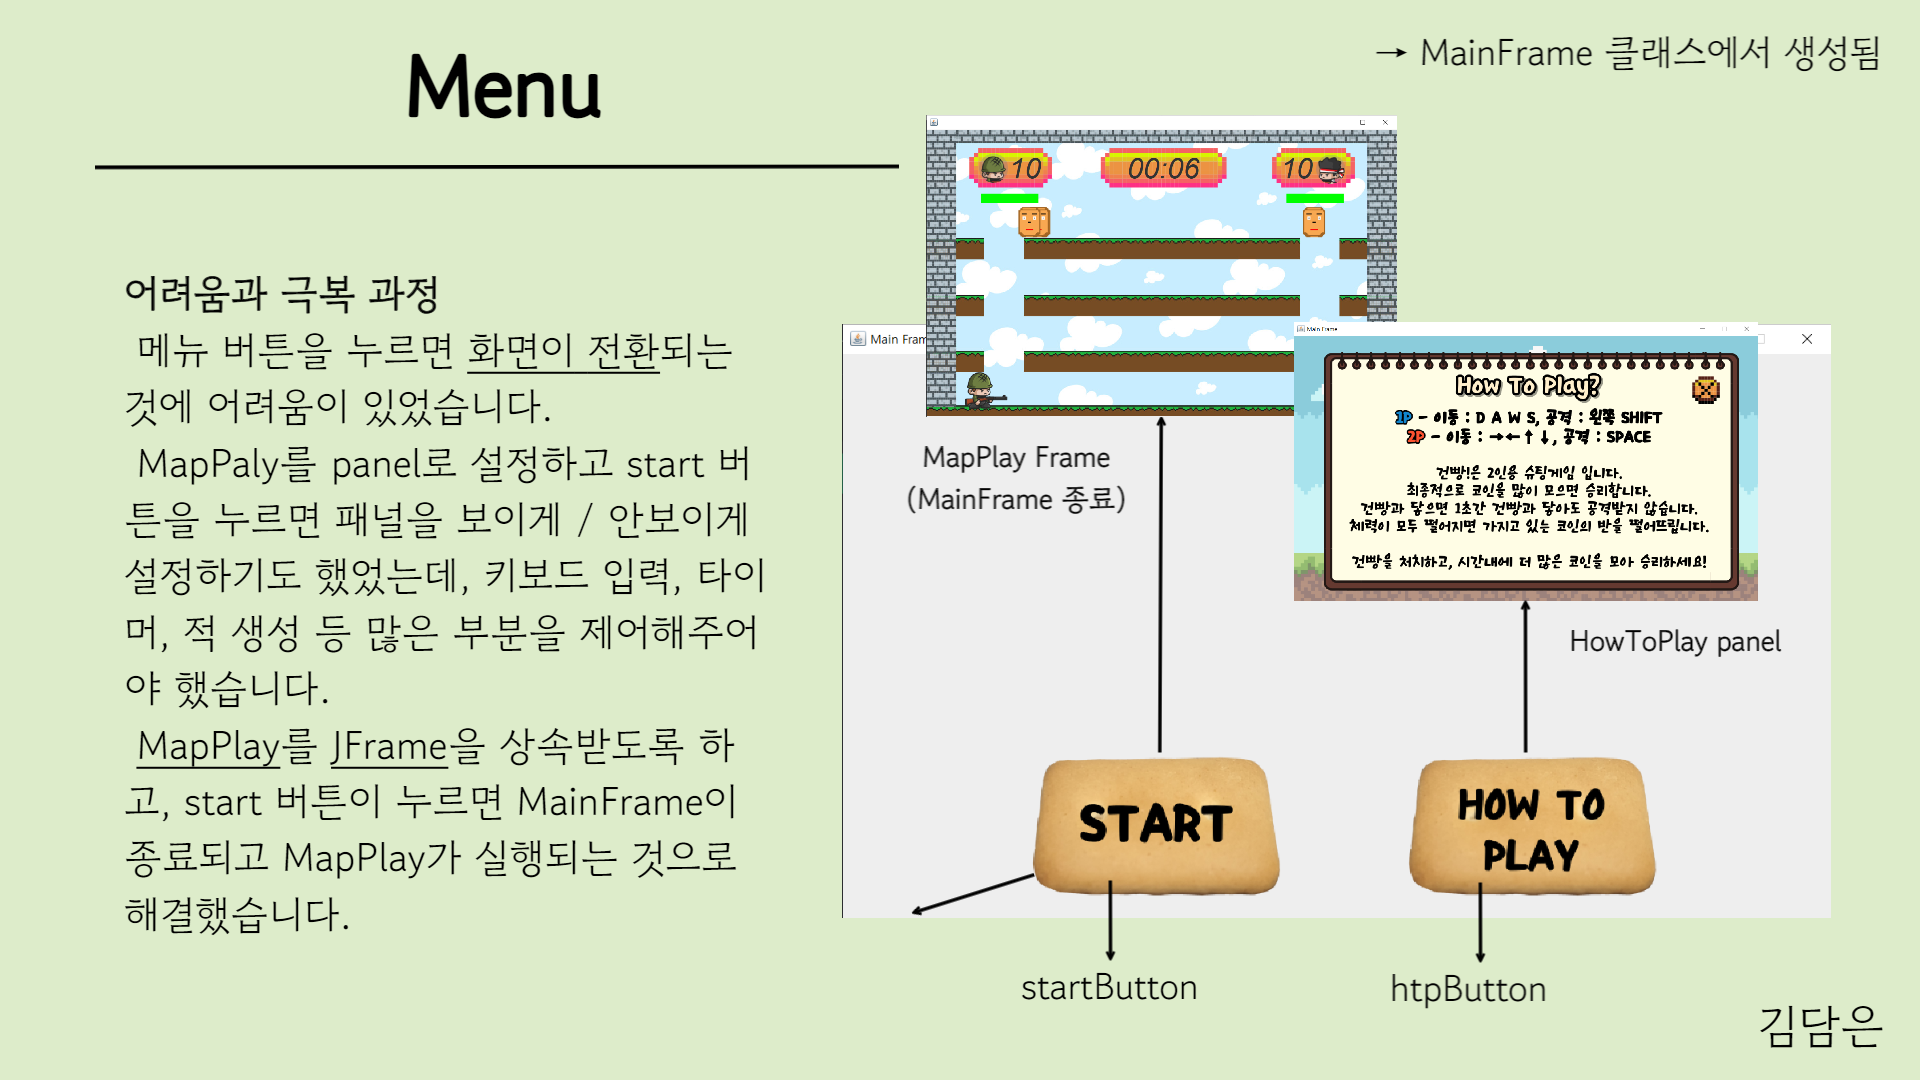 Menu
→ MainFrame 클래스에서 생성됨
어려움과 극복 과정
메뉴 버튼을 누르면 화면이 전환되는
것에 어려움이 있었습니다.
MapPaly를 panel로 설정하고 start 버
튼을 누르면 패널을 보이게 / 안보이게
설정하기도 했었는데, 키보드 입력, 타이
머, 적 생성 등 많은 부분을 제어해주어
야 했습니다.
MapPlay를 JFrame을 상속받도록 하
고, start 버튼이 누르면 MainFrame이
종료되고 MapPlay가 실행되는 것으로
해결했습니다.
10
00:06
10
Main Fram
MapPlay Frame
(MainFrame 종료)
Main Frame
How To Play?
1P - 이동 : D A W S, 공격 : 왼쪽 SHIFT
2P - 이동 : →←↑↓, 공격 : SPACE
건빵!은 2인용 슈팅게임 입니다.
최종적으로 코인을 많이 모으면 승리합니다.
건빵과 닿으면 1초간 건빵과 닿아도 공격받지 않습니다.
체력이 모두 떨어지면 가지고 있는 코인의 반을 떨어뜨립니다.
건빵을 처치하고, 시간내에 더 많은 코인을 모아 승리하세요!
HowToPlay panel
START
HOW TO
PLAY
startButton
htpButton
김담은